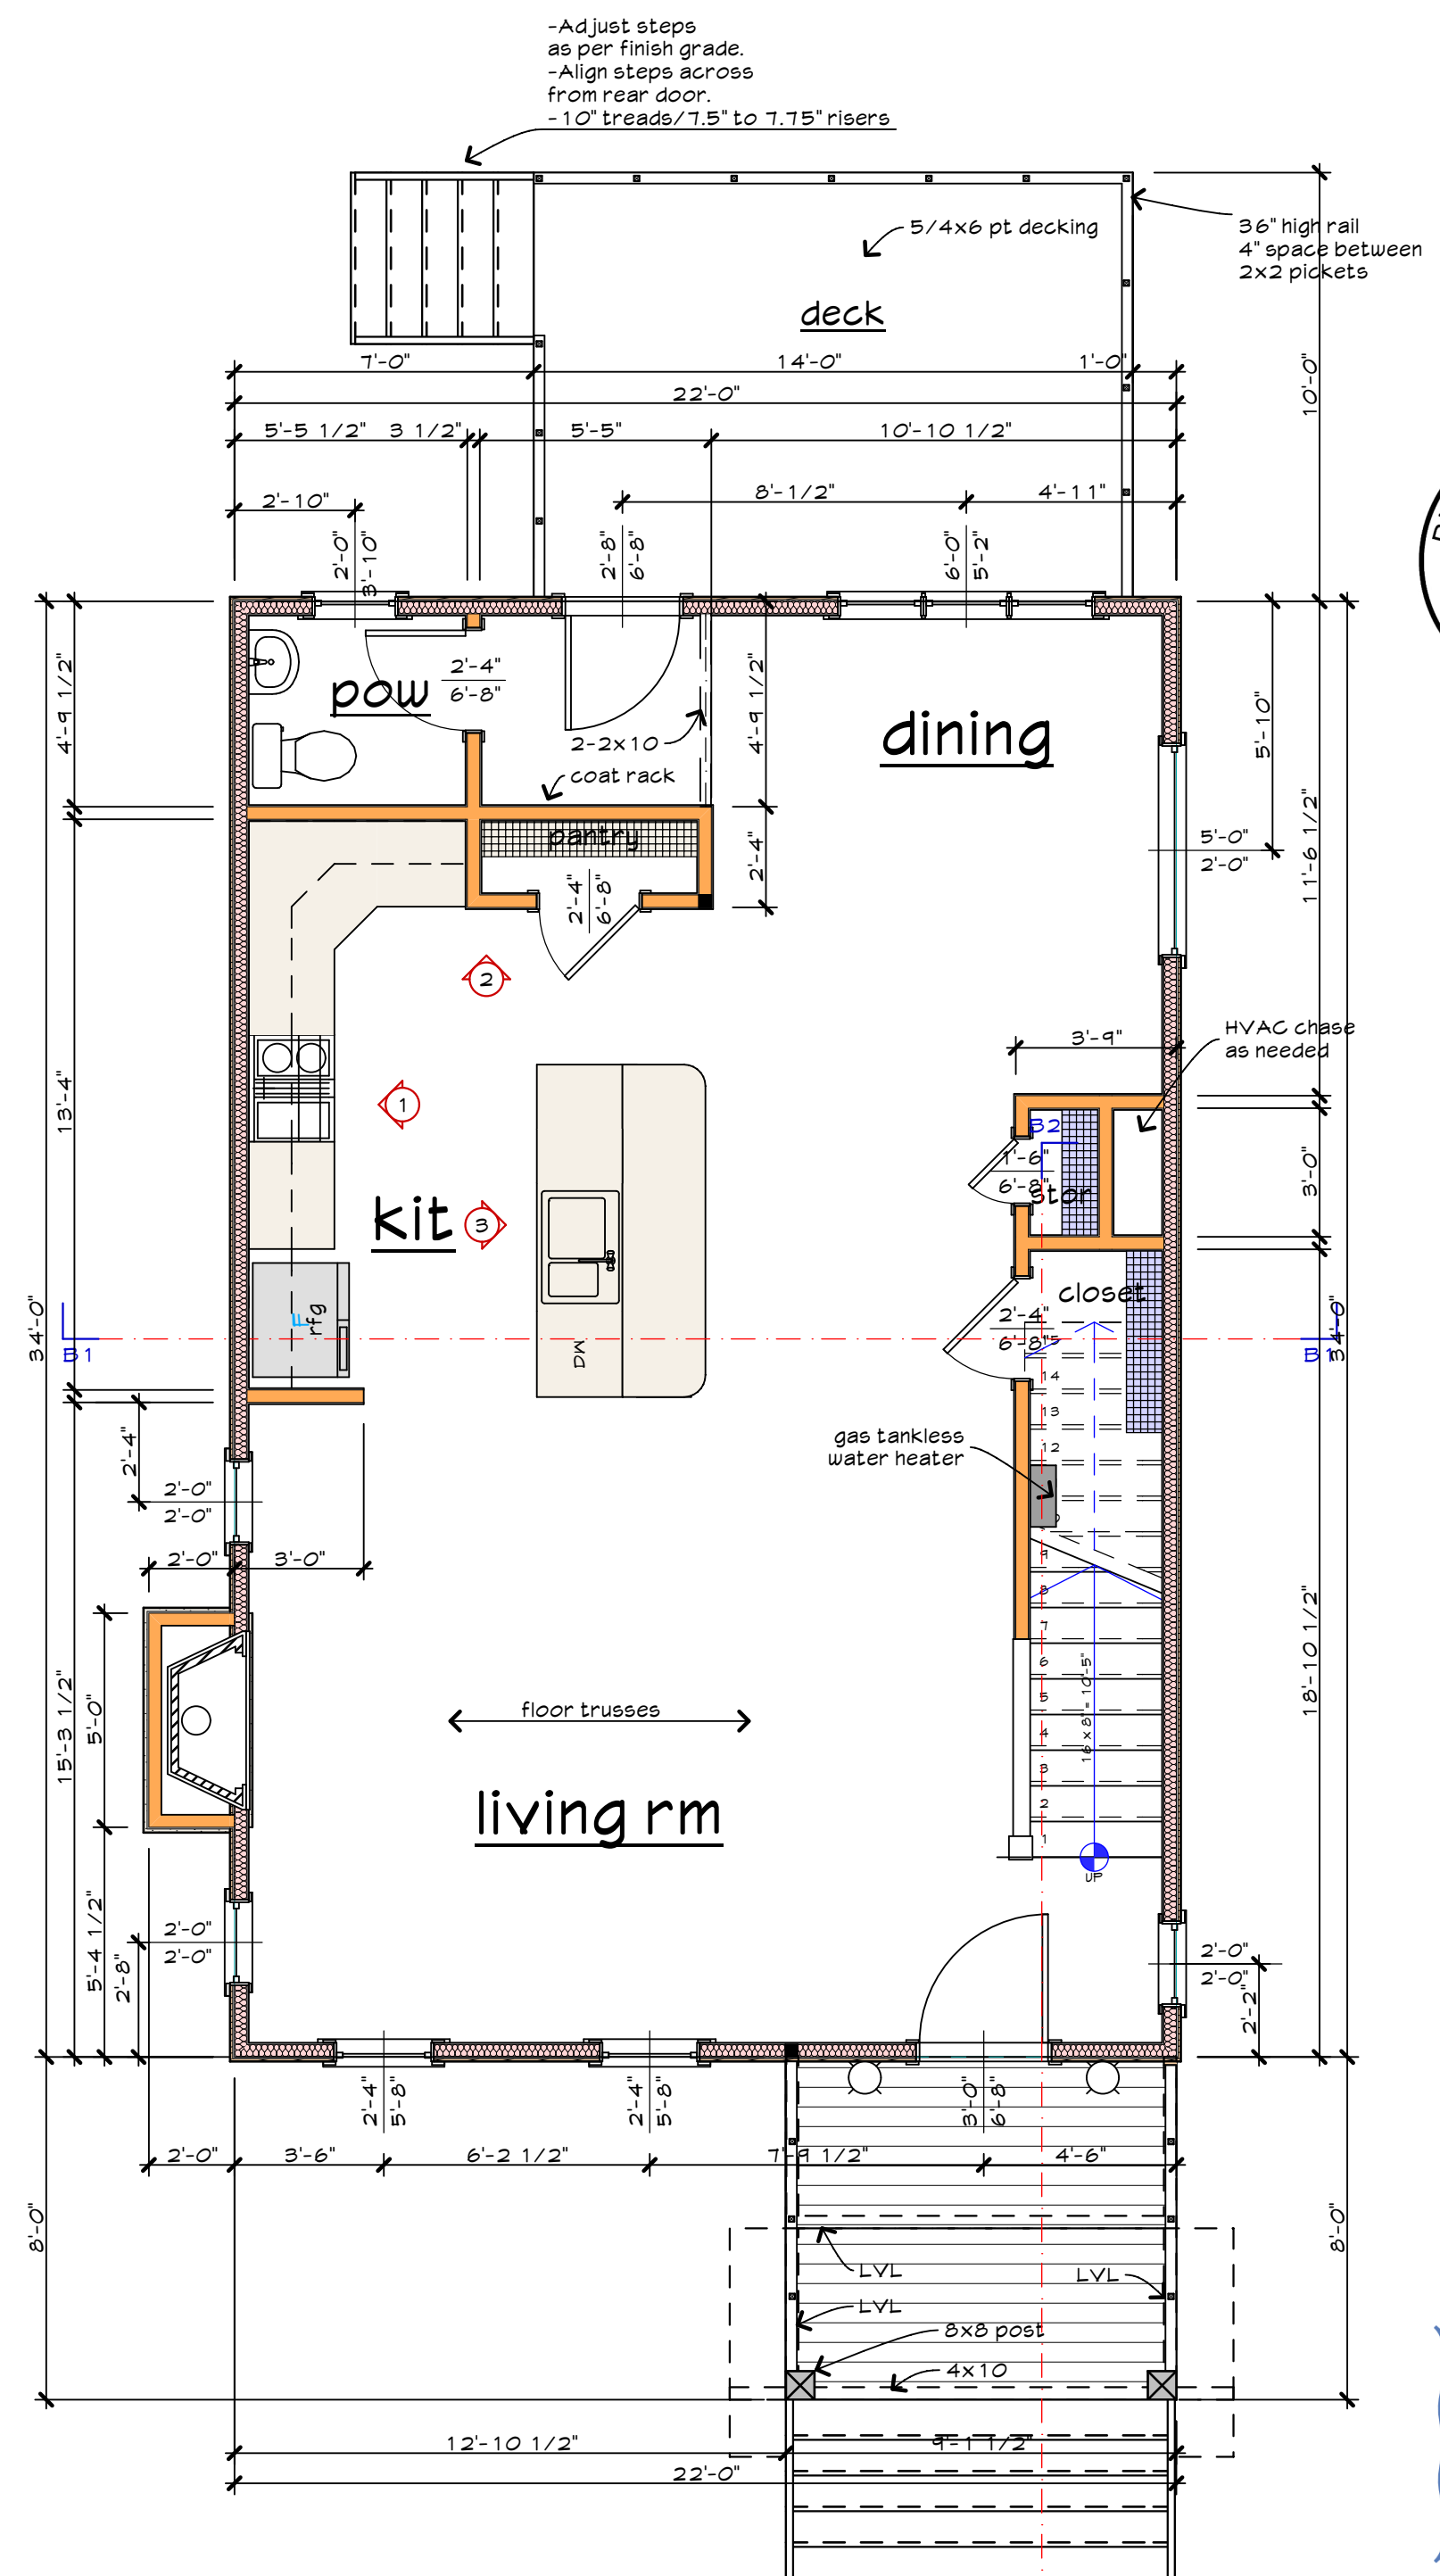 -Adjust steps
as per finish grade.
-Align steps across
from rear door.
-10" treads/7.5" to 7.75" risers
5/4x6 pt decking
36" high rail
4" space between
2x2 pickets
deck
7'-0" 14'-0" 1'-0"
10'-0"
22'-0"
5'-5 1/2" 3 1/2" 5'-5" 10'-10 1/2"
2'-10" 8'-1/2" 4'-11"
2'-0"
3'-10"
2'-8"
6'-8"
6'-0"
5'-2"
4'-9 1/2"
pow
2'-4"
6'-8"
2-2x10
coat rack
4'-9 1/2"
dining
5'-10"
pantry
2'-4"
6'-8"
2'-4"
5'-0"
2'-0"
11'-6 1/2"
2
3'-9"
HVAC chase
as needed
13'-4"
1
B2
1'-6"
6'-8"
stor
3'-0"
kit
3
closet
34'-0"
B1
rfg
F
DW
2'-4"
6'-8"
15
B1
34'-0"
14
13
12
gas tankless
water heater
2'-4"
2'-0"
2'-0"
2'-0" 3'-0"
9
8
7
6
5
4
3
2
1
16 x 8" = 10'-5"
UP
18'-10 1/2"
15'-3 1/2"
5'-0"
floor trusses
living rm
5'-4 1/2"
2'-8"
2'-0"
2'-0"
2'-0"
2'-0"
2'-2"
2'-4"
5'-8"
2'-4"
5'-8"
3'-0"
6'-8"
2'-0" 3'-6" 6'-2 1/2" 7'-9 1/2" 4'-6"
8'-0"
8'-0"
LVL
LVL
LVL
8x8 post
4x10
12'-10 1/2" 9'-1 1/2"
22'-0"